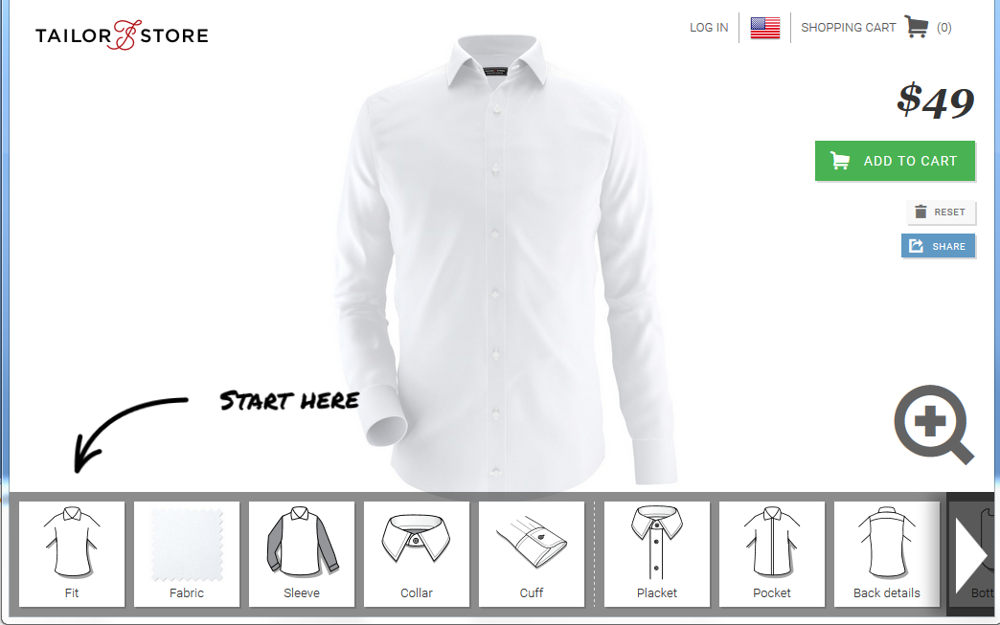 TAILOR STORE
LOG IN
SHOPPING CART (0)
$49
ADD TO CART
RESET
SHARE
START HERE
Fit
Fabric
Sleeve
Collar
Cuff
Placket
Pocket
Back details
Bott